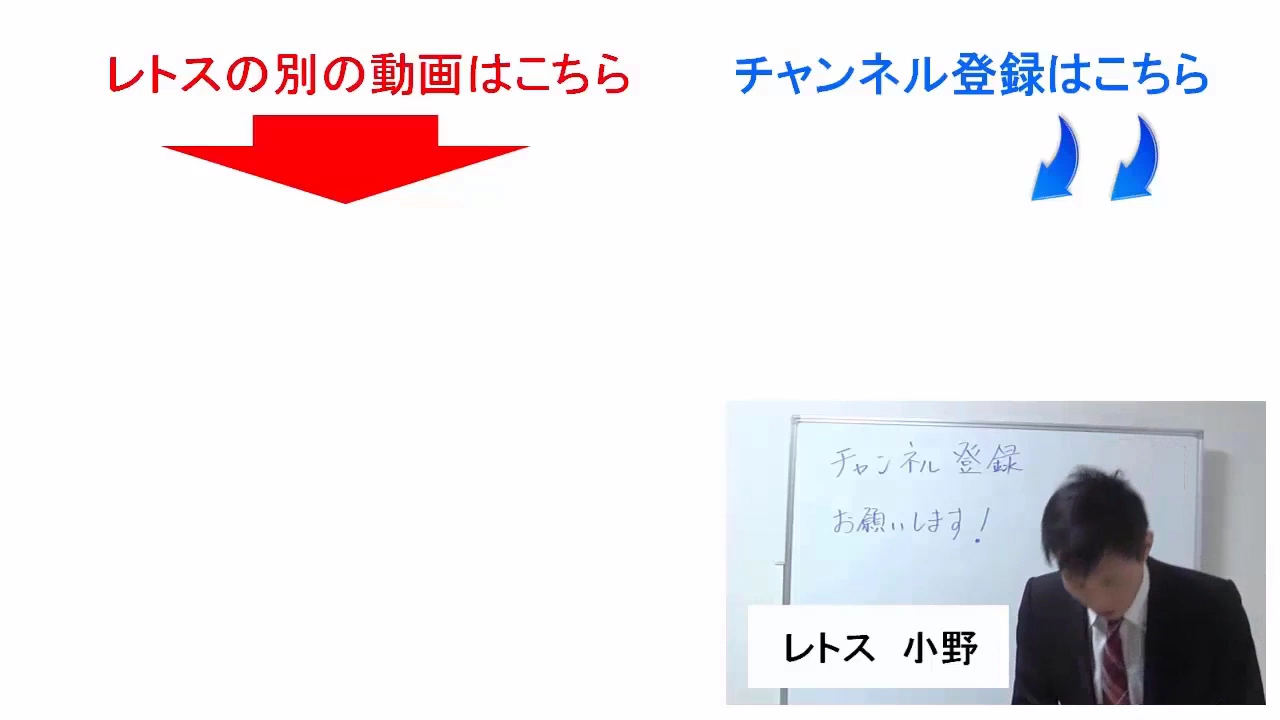 レトスの別の動画はこちら
チャンネル登録はこちら
チャンネル登録
お願いします!
レトス 小野